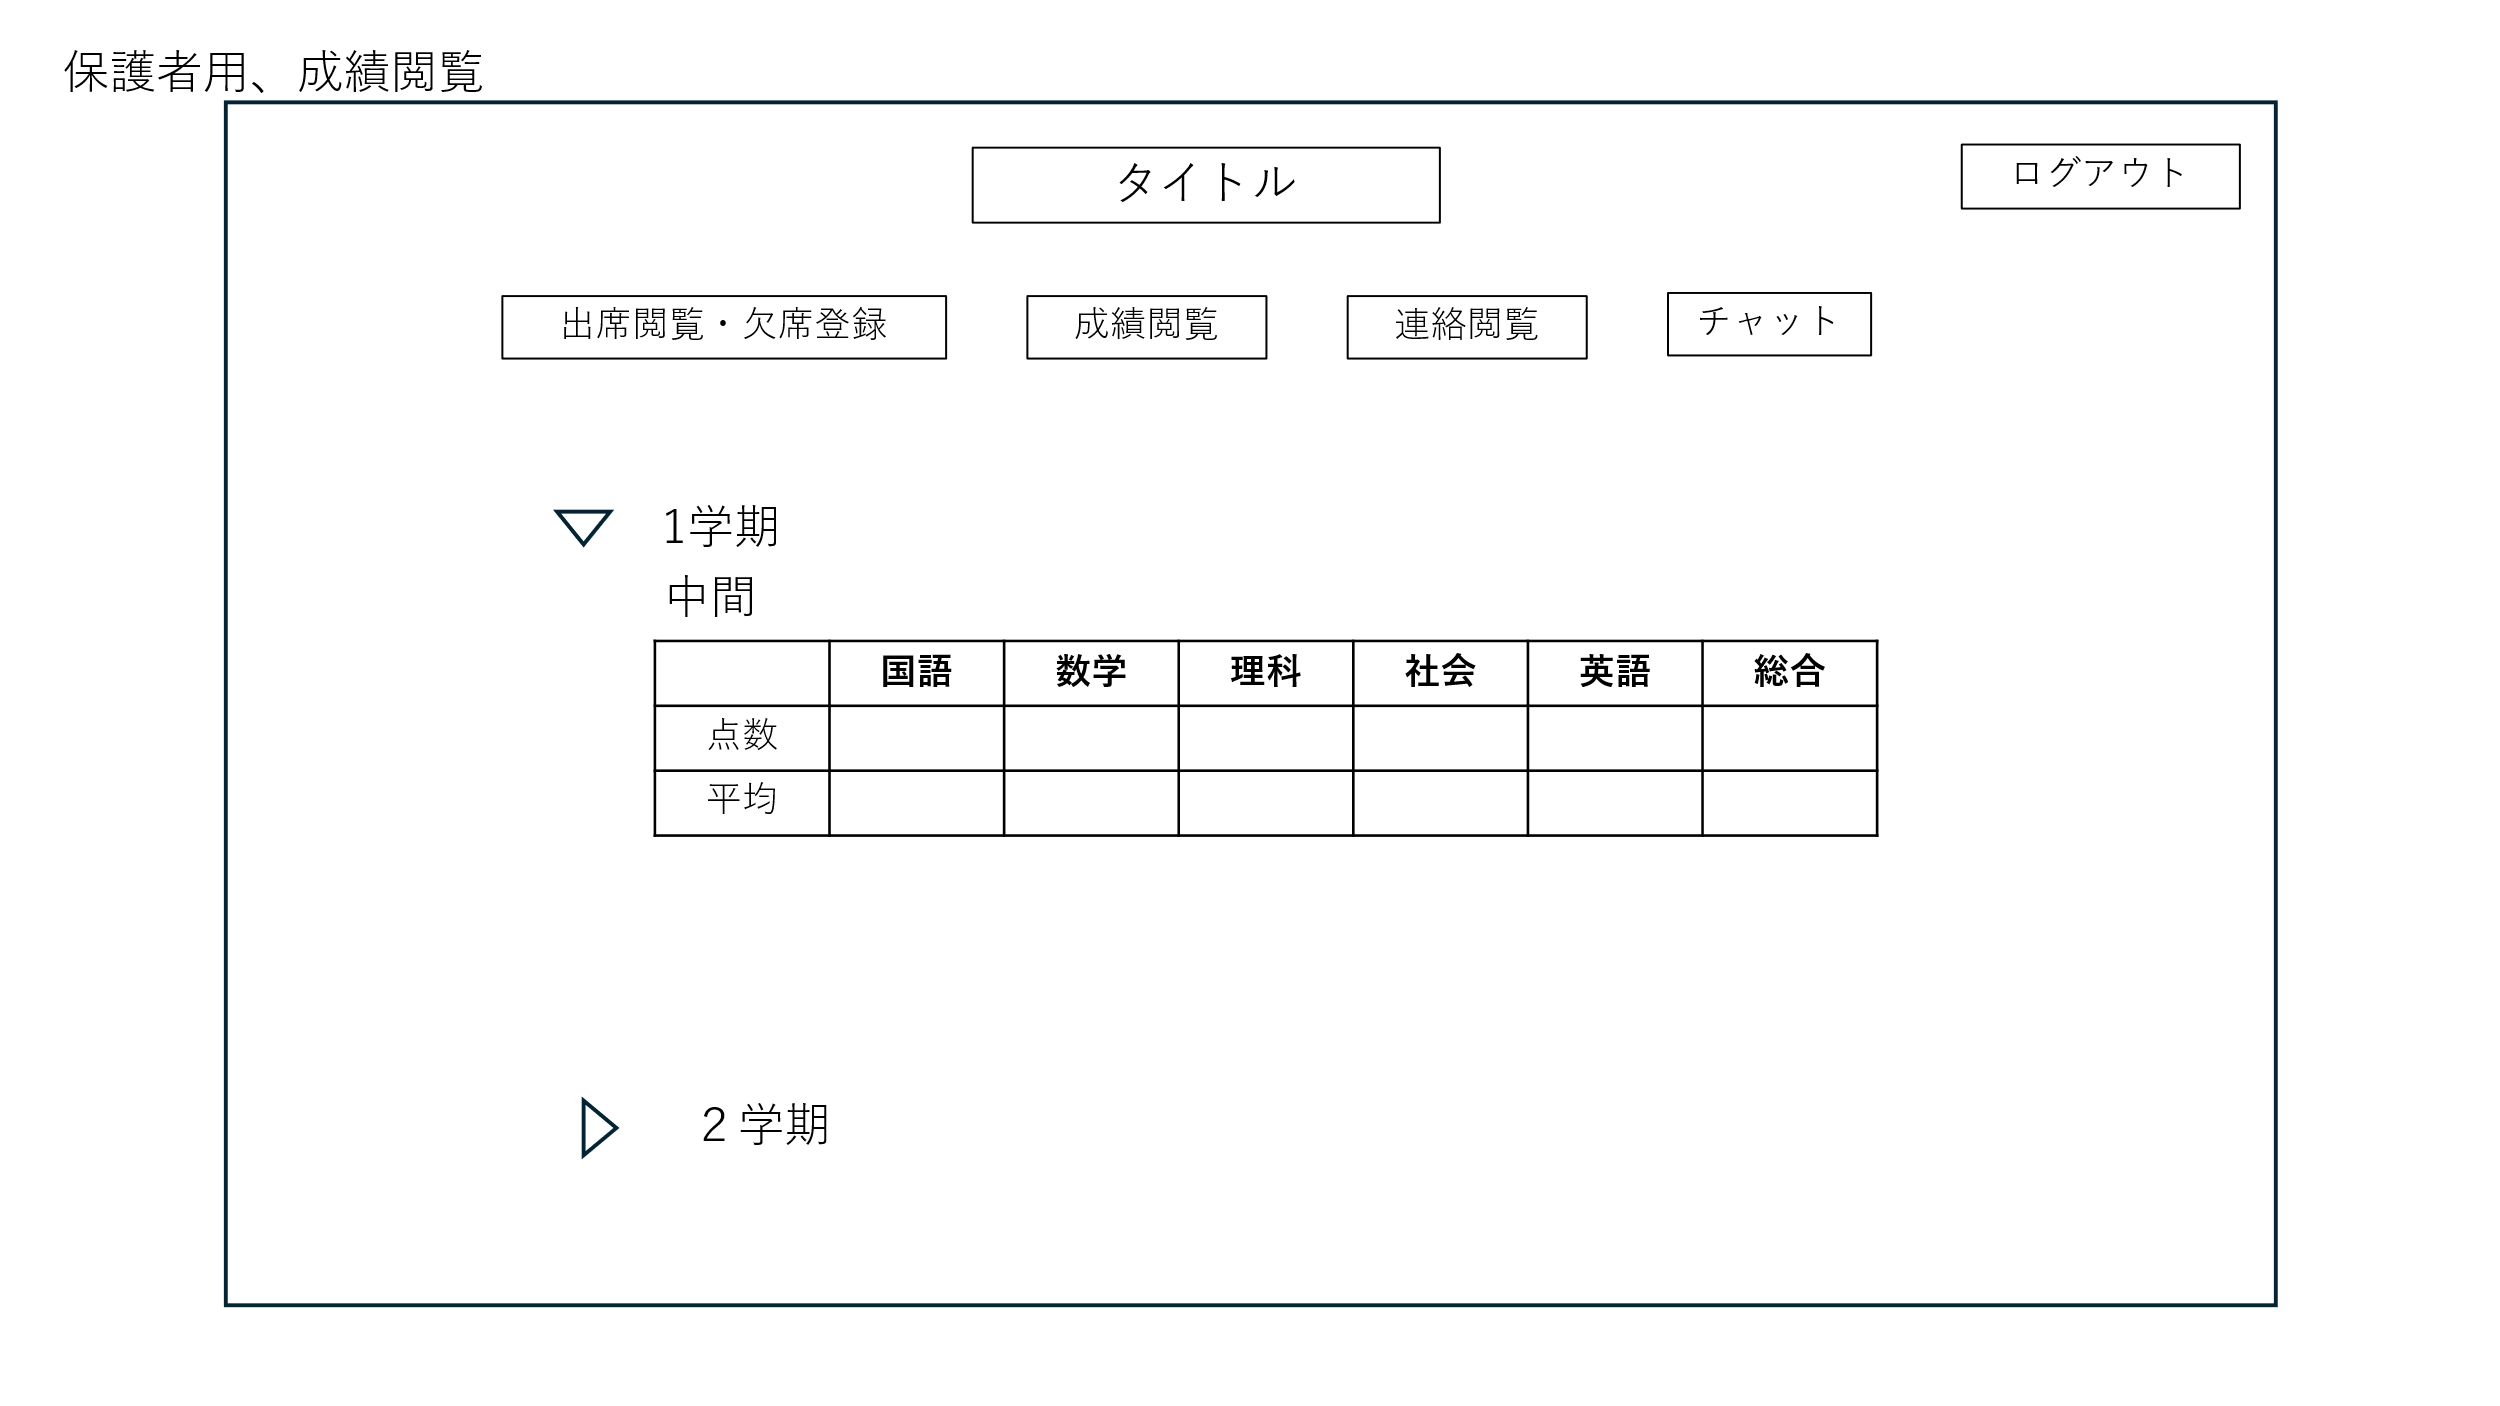 保護者用、成績閲覧
タイトル
ログアウト
出席閲覧・欠席登録
成績閲覧
連絡閲覧
チャット
1学期
中間
国語 数学 理科 社会 英語 総合
点数
平均
２学期